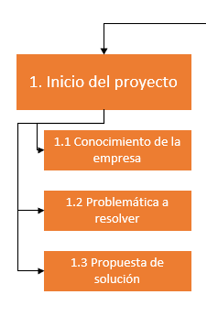 1. Inicio del proyecto
1.1 Conocimiento de la
empresa
1.2 Problemática a
resolver
1.3 Propuesta de
solución